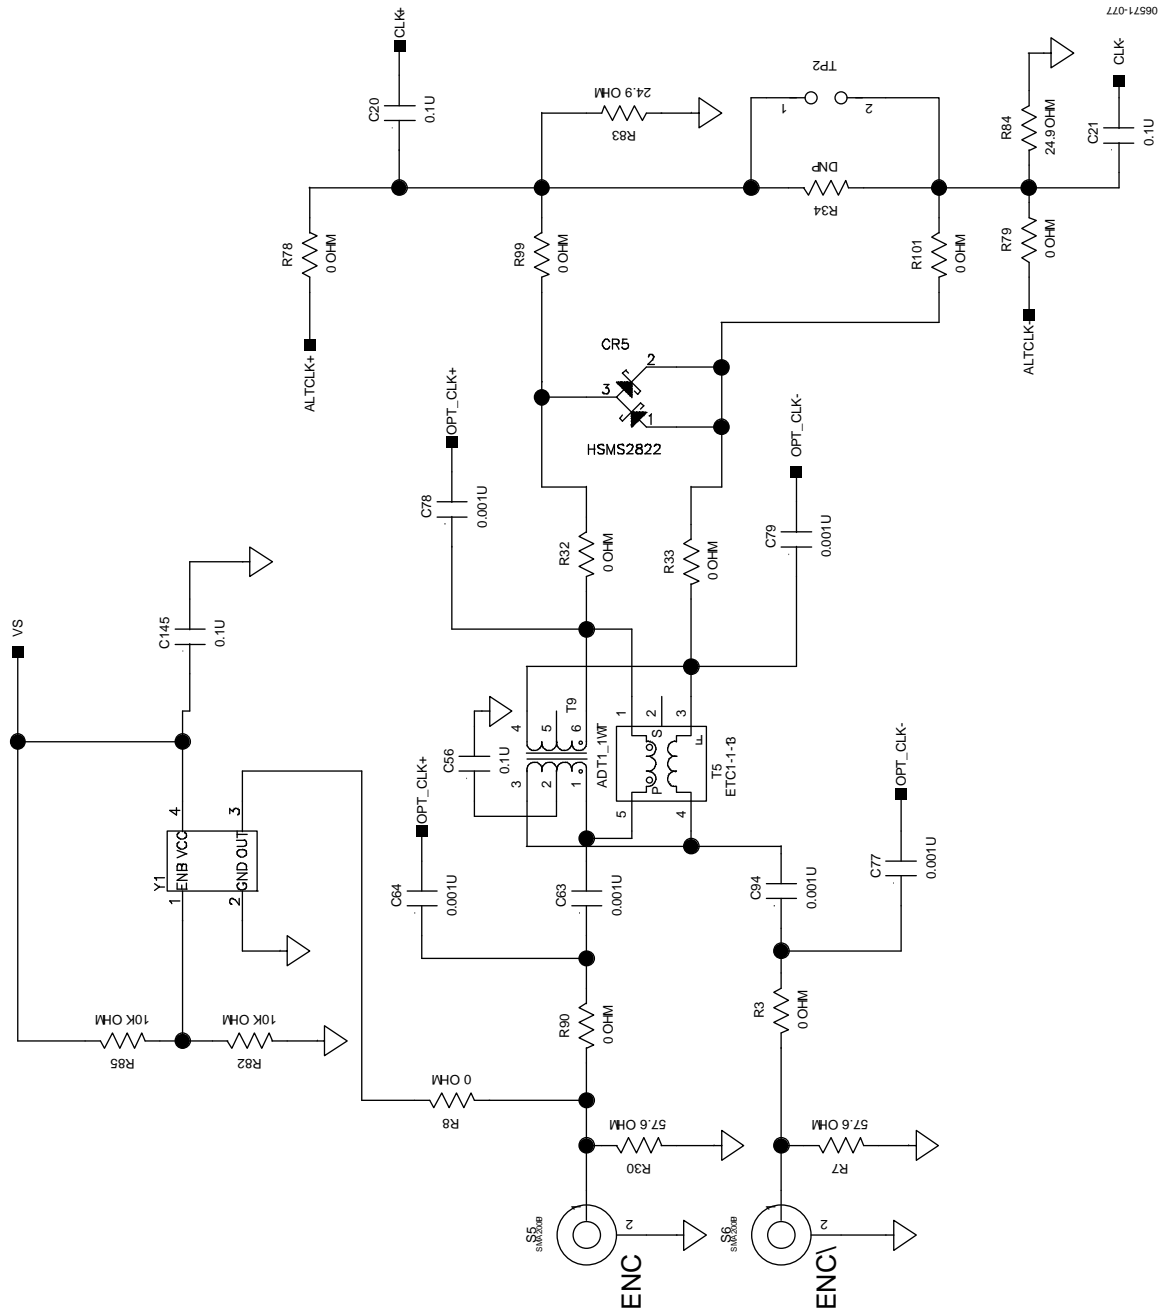 06571-077
CLK+
C20
0.1U
24.9 OHM
R83
TP2
1
2
R84
24.9 OHM
CLK-
C21
0.1U
DNP
R34
R78
0 OHM
ALTCLK+
R99
0 OHM
R101
0 OHM
R79
0 OHM
ALTCLK-
CR5
2
3
1
HSMS2822
OPT_CLK+
C78
0.001U
OPT_CLK-
C79
0.001U
R32
0 OHM
R33
0 OHM
VS
C145
0.1U
C56
0.1U
4
5
6
T9
3
2
1
ADT1_1WT
1
2
3
S
F
P
5
4
T5
ETC1-1-13
OPT_CLK+
C64
0.001U
C63
0.001U
C94
0.001U
OPT_CLK-
C77
0.001U
Y1
4
3
ENB VCC
GND OUT
1
2
10K OHM
R85
10K OHM
R82
0 OHM
R8
R90
0 OHM
R3
0 OHM
57.6 OHM
R30
57.6 OHM
R7
S5
SMA200UP
1
2
ENC
S6
SMA200UP
1
2
ENC\